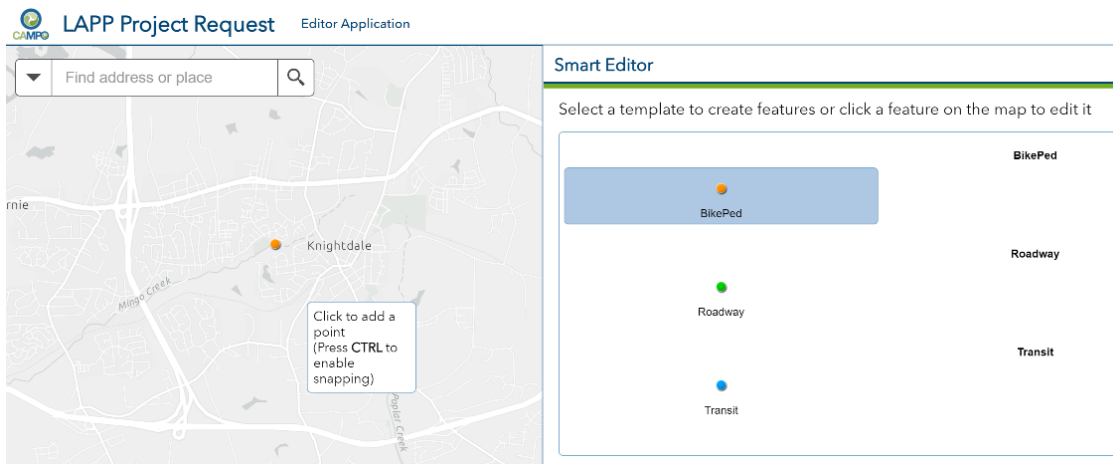 CAMPO
LAPP Project Request
Editor Application
Find address or place
rnie
Knightdale
Mingo Creek
Click to add a
point
(Press CTRL to
enable
snapping)
Poplar Creek
Smart Editor
Select a template to create features or click a feature on the map to edit it
BikePed
BikePed
Roadway
Roadway
Transit
Transit